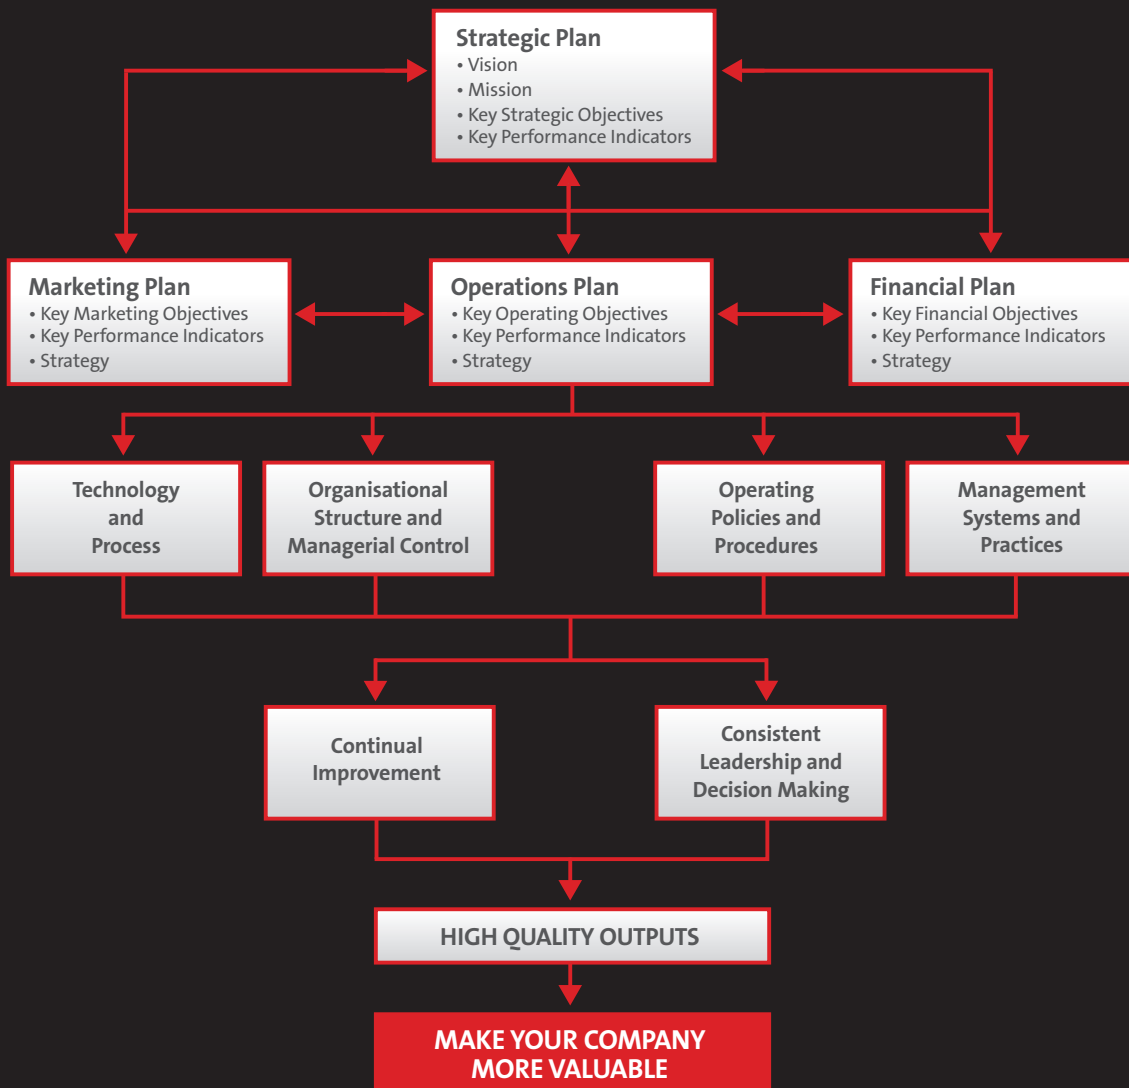 Strategic Plan
• Vision
• Mission
• Key Strategic Objectives
• Key Performance Indicators
Marketing Plan
• Key Marketing Objectives
• Key Performance Indicators
• Strategy
Operations Plan
• Key Operating Objectives
• Key Performance Indicators
• Strategy
Financial Plan
• Key Financial Objectives
• Key Performance Indicators
• Strategy
Technology
and
Process
Organisational
Structure and
Managerial Control
Operating
Policies and
Procedures
Management
Systems and
Practices
Continual
Improvement
Consistent
Leadership and
Decision Making
HIGH QUALITY OUTPUTS
MAKE YOUR COMPANY
MORE VALUABLE